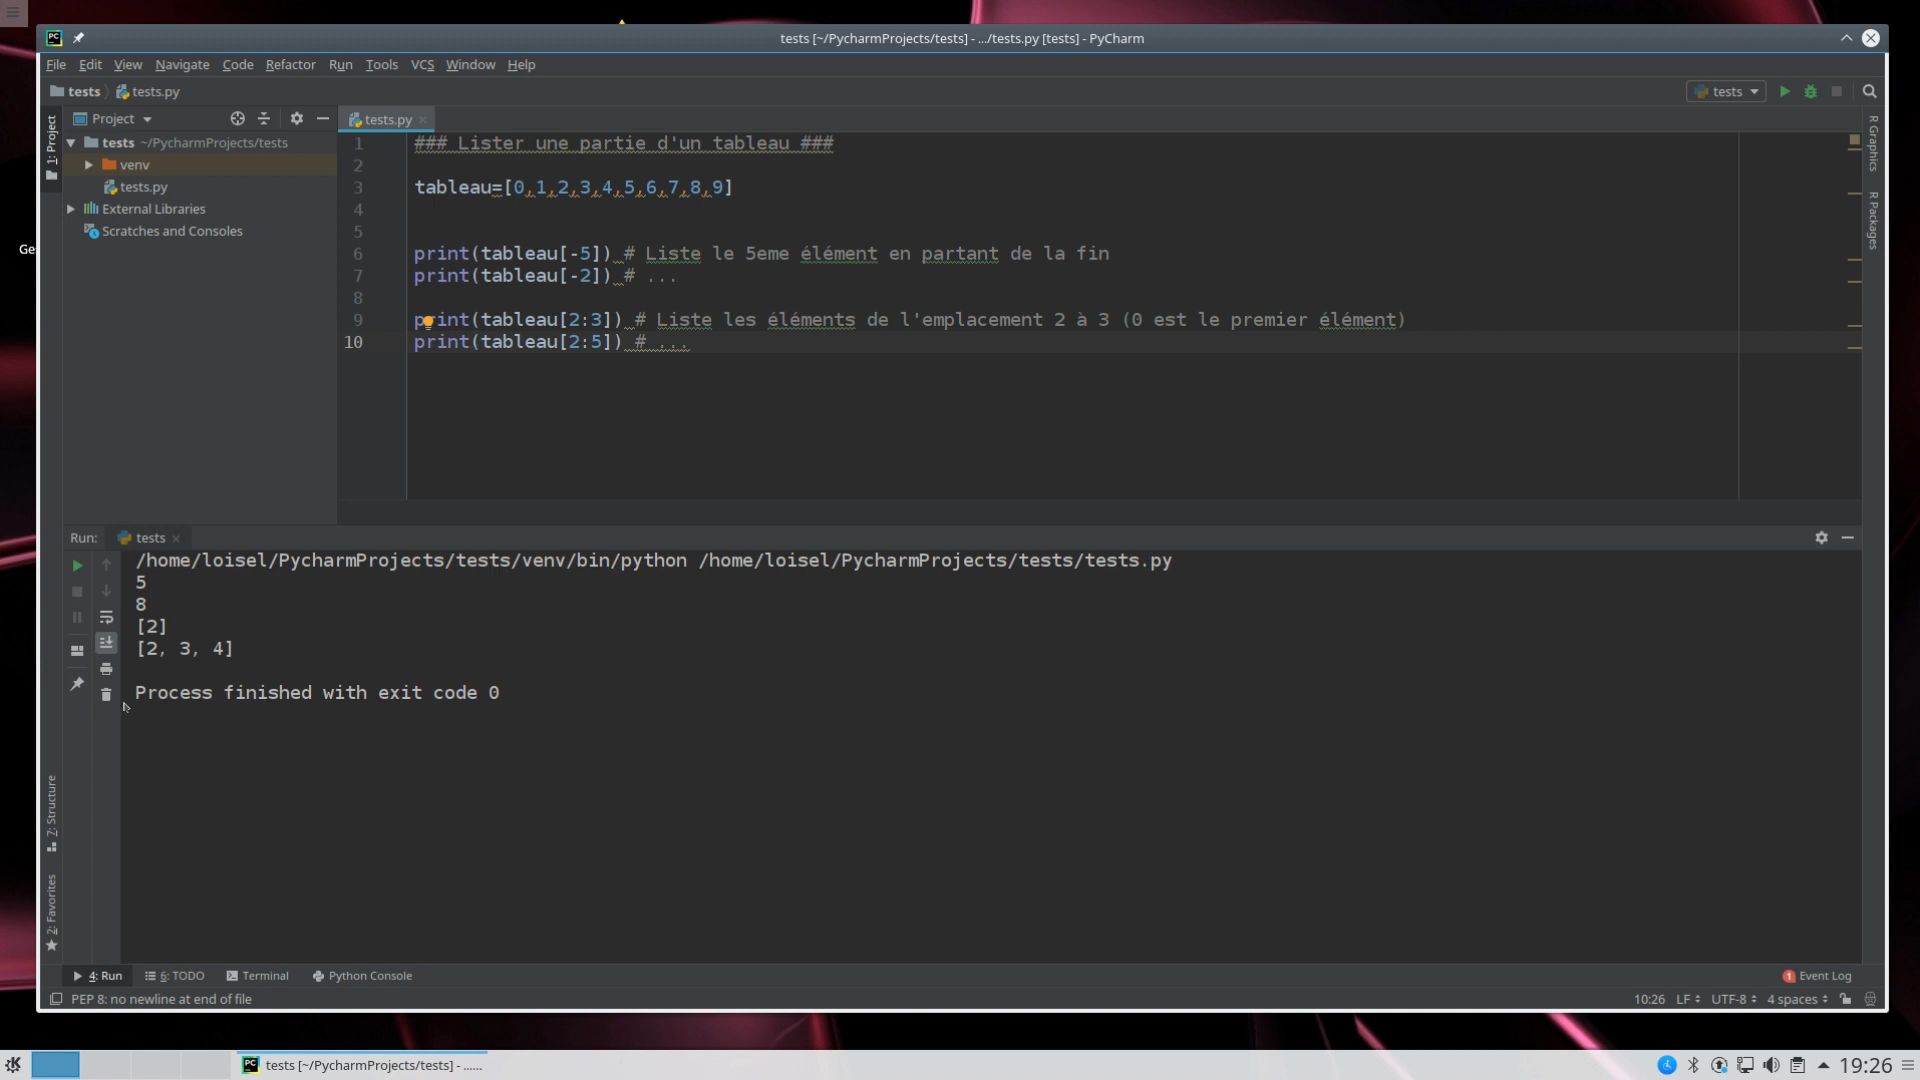 tests [~/PycharmProjects/tests] - .../tests.py [tests] - PyCharm
File Edit View Navigate Code Refactor Run Tools VCS Window Help
tests tests.py
tests
Project
tests.py
1: Project
tests ~/PycharmProjects/tests
venv
tests.py
External Libraries
Scratches and Consoles
1 ### Lister une partie d'un tableau ###
2
3 tableau=[0,1,2,3,4,5,6,7,8,9]
4
5
6 print(tableau[-5]) # Liste le 5eme élément en partant de la fin
7 print(tableau[-2]) # ...
8
9 print(tableau[2:3]) # Liste les éléments de l'emplacement 2 à 3 (0 est le premier élément)
10 print(tableau[2:5]) # ...
R Graphics
R Packages
Ges
Run: tests
/home/loisel/PycharmProjects/tests/venv/bin/python /home/loisel/PycharmProjects/tests/tests.py
5
8
[2]
[2, 3, 4]
Process finished with exit code 0
7: Structure
2: Favorites
4: Run 6: TODO Terminal Python Console
1 Event Log
PEP 8: no newline at end of file
10:26 LF UTF-8 4 spaces
tests [~/PycharmProjects/tests] - ......
19:26